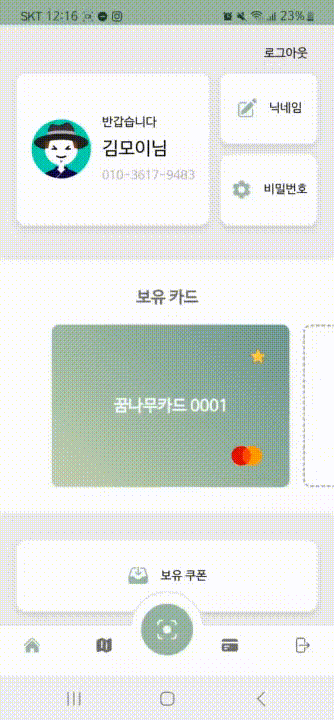 SKT 12:16
23%
로그아웃
반갑습니다
김모이님
010-3617-9483
닉네임
비밀번호
보유 카드
꿈나무카드 0001
보유 쿠폰